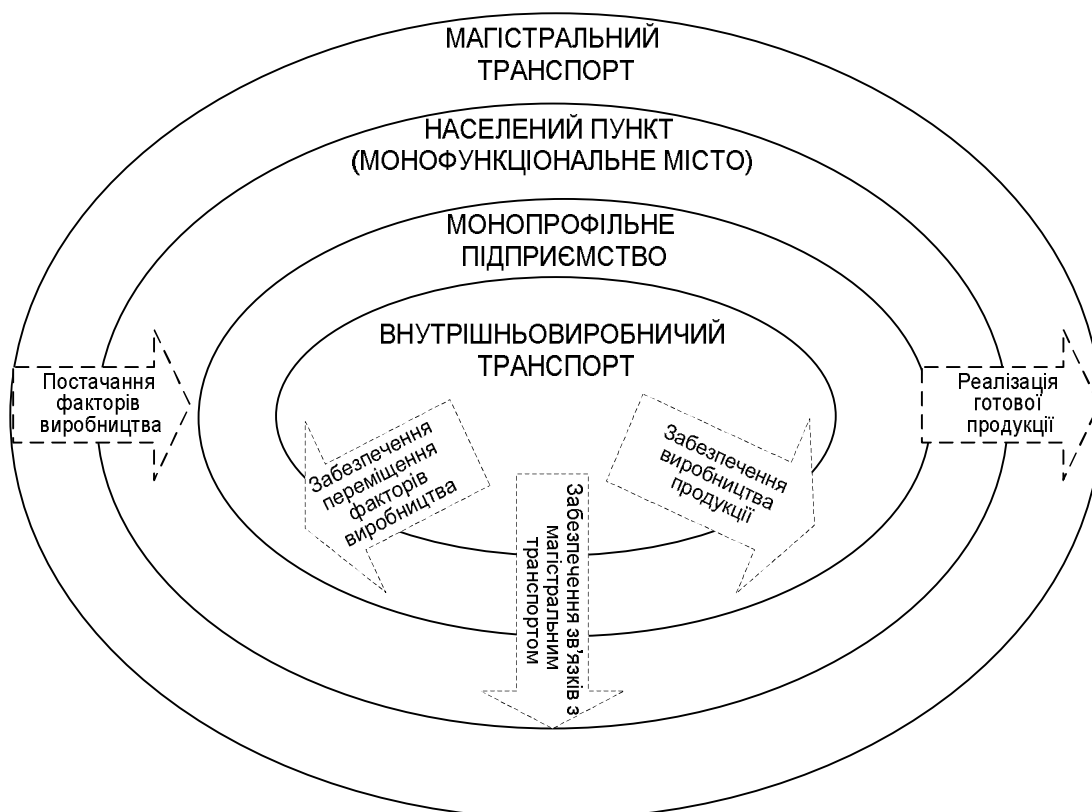 МАГІСТРАЛЬНИЙ
ТРАНСПОРТ
НАСЕЛЕНИЙ ПУНКТ
(МОНОФУНКЦІОНАЛЬНЕ МІСТО)
МОНОПРОФІЛЬНЕ
ПІДПРИЄМСТВО
ВНУТРІШНЬОВИРОБНИЧИЙ
ТРАНСПОРТ
Постачання
факторів
виробництва
Реалізація
готової
продукції
Забезпечення
переміщення
факторів
виробництва
Забезпечення зв’язків з
магістральним
транспортом
Забезпечення
виробництва
продукції